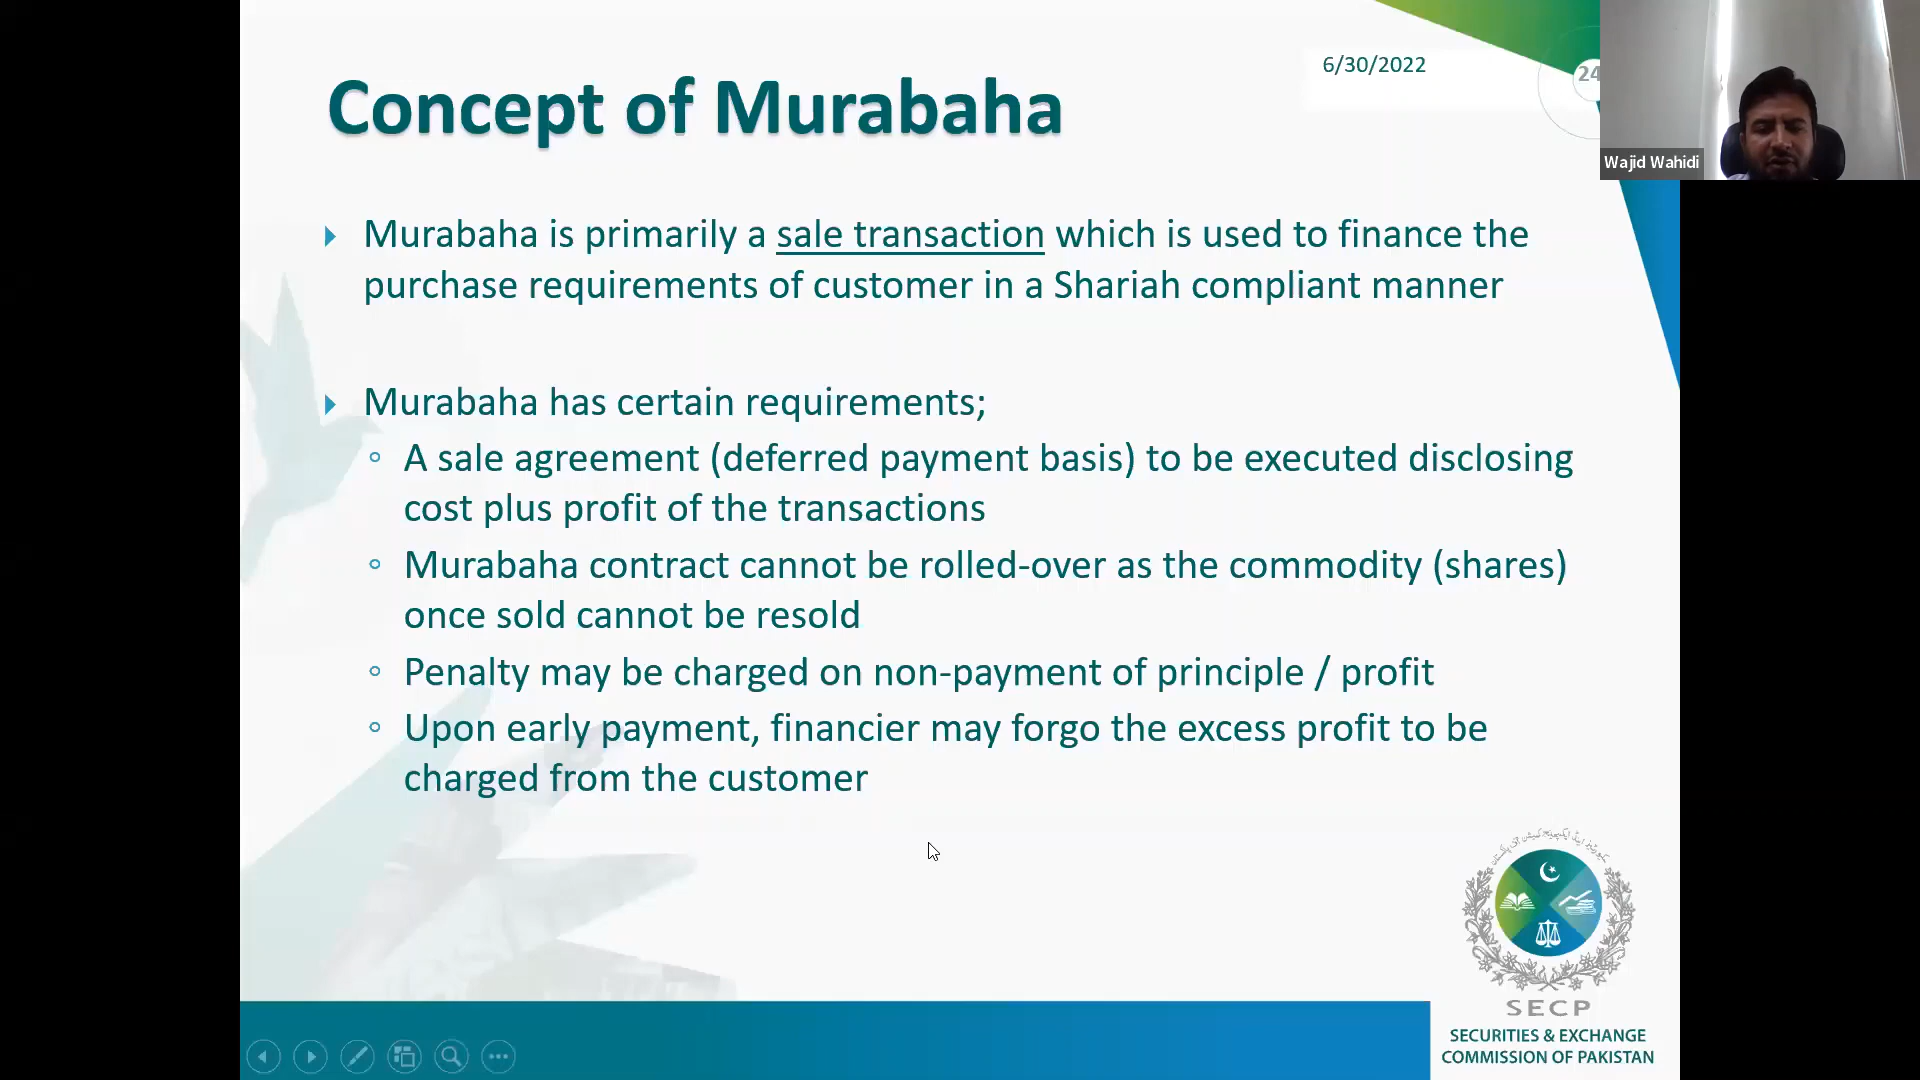 6/30/2022
24
Concept of Murabaha
Wajid Wahidi
Murabaha is primarily a sale transaction which is used to finance the
purchase requirements of customer in a Shariah compliant manner
Murabaha has certain requirements;
A sale agreement (deferred payment basis) to be executed disclosing
cost plus profit of the transactions
Murabaha contract cannot be rolled-over as the commodity (shares)
once sold cannot be resold
Penalty may be charged on non-payment of principle / profit
Upon early payment, financier may forgo the excess profit to be
charged from the customer
SECP
SECURITIES & EXCHANGE
COMMISSION OF PAKISTAN